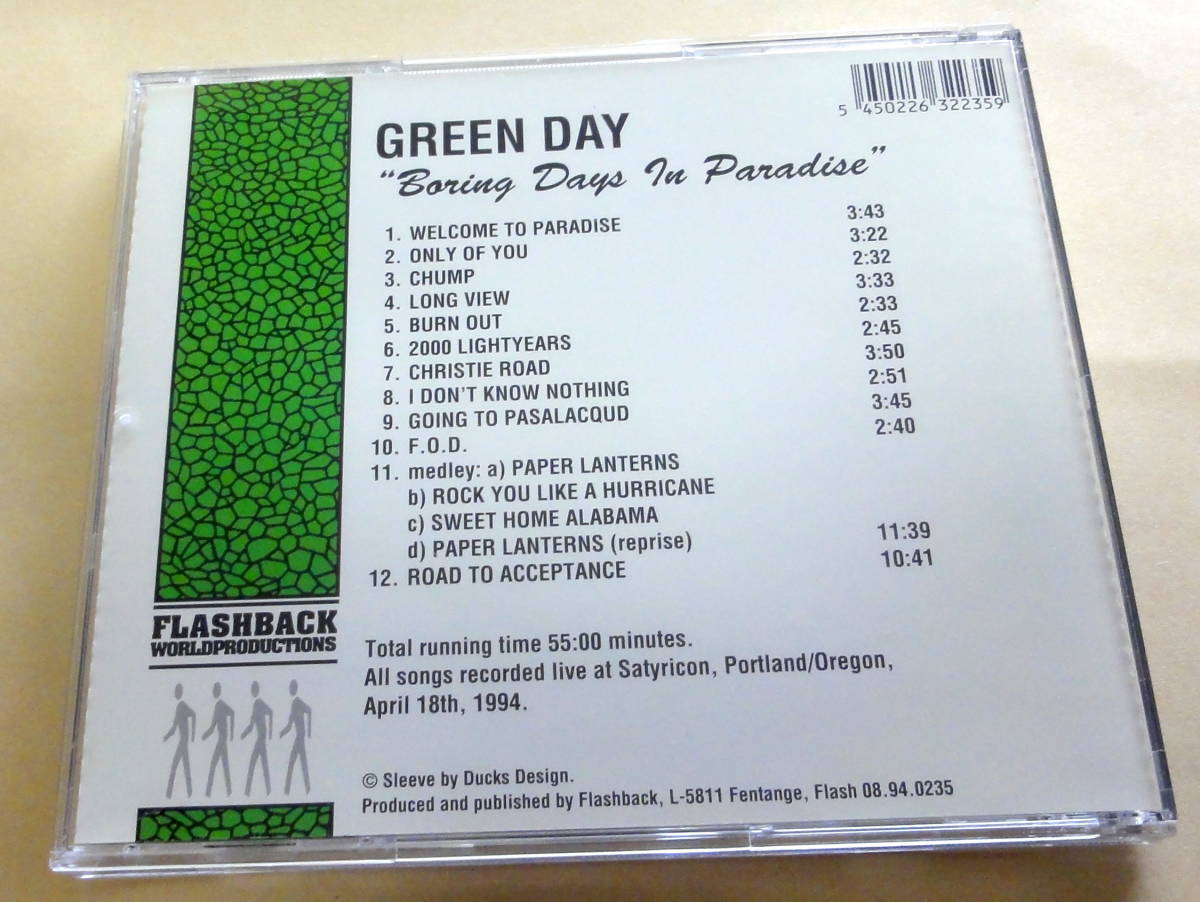 5 450226 322359
GREEN DAY
“Boring Days In Paradise”
1. WELCOME TO PARADISE 3:43
2. ONLY OF YOU 3:22
3. CHUMP 2:32
4. LONG VIEW 3:33
5. BURN OUT 2:33
6. 2000 LIGHTYEARS 2:45
7. CHRISTIE ROAD 3:50
8. I DON'T KNOW NOTHING 2:51
9. GOING TO PASALACQUD 3:45
10. F.O.D. 2:40
11. medley: a) PAPER LANTERNS
b) ROCK YOU LIKE A HURRICANE
c) SWEET HOME ALABAMA
d) PAPER LANTERNS (reprise) 11:39
12. ROAD TO ACCEPTANCE 10:41
FLASHBACK
WORLDPRODUCTIONS
Total running time 55:00 minutes.
All songs recorded live at Satyricon, Portland/Oregon,
April 18th, 1994.
© Sleeve by Ducks Design.
Produced and published by Flashback, L-5811 Fentange, Flash 08.94.0235